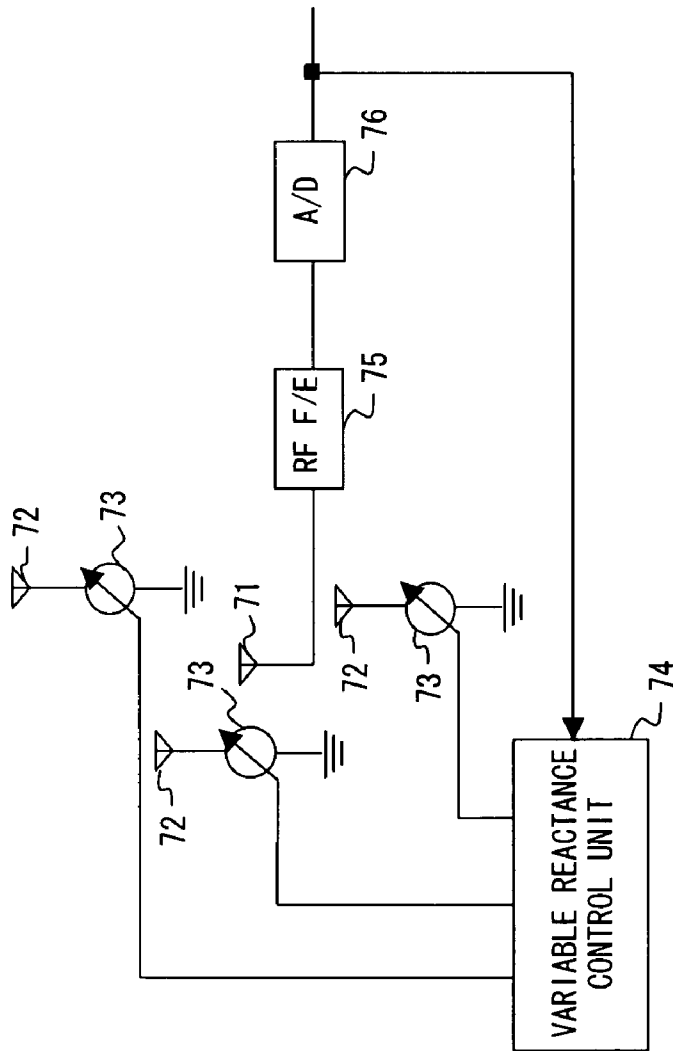 72
73
71
RF F/E
75
A/D
76
72
73
72
73
VARIABLE REACTANCE
CONTROL UNIT
74